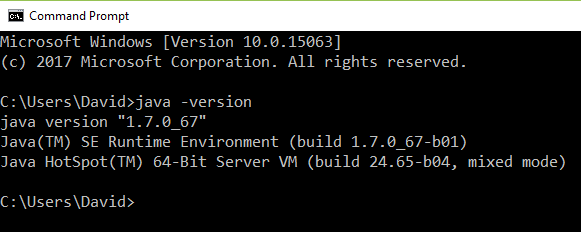 Command Prompt
Microsoft Windows [Version 10.0.15063]
(c) 2017 Microsoft Corporation. All rights reserved.
C:\Users\David>java -version
java version "1.7.0_67"
Java(TM) SE Runtime Environment (build 1.7.0_67-b01)
Java HotSpot(TM) 64-Bit Server VM (build 24.65-b04, mixed mode)
C:\Users\David>